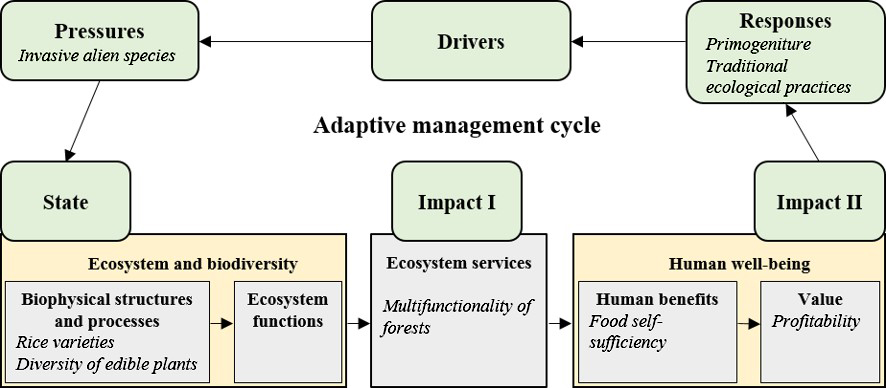 Pressures
Invasive alien species
Drivers
Responses
Primogeniture
Traditional
ecological practices
Adaptive management cycle
State
Impact I
Impact II
Ecosystem and biodiversity
Biophysical structures
and processes
Rice varieties
Diversity of edible plants
Ecosystem
functions
Ecosystem services
Multifunctionality of
forests
Human well-being
Human benefits
Food self-
sufficiency
Value
Profitability